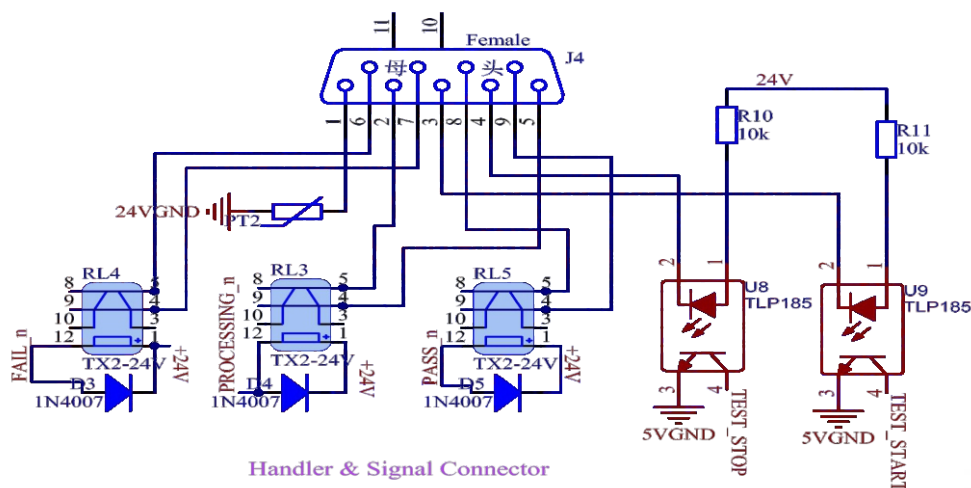 11
10
Female
J4
母
头
1
6
2
7
3
8
4
9
5
24V
R10
10k
R11
10k
24VGND
PT2
RL4
8
9
10
12
5
4
3
1
TX2-24V
FAIL_n
+24V
D3
1N4007
RL3
8
9
10
12
5
4
3
1
TX2-24V
PROCESSING_n
+24V
D4
1N4007
RL5
8
9
10
12
5
4
3
1
TX2-24V
PASS_n
+24V
D5
1N4007
2
1
U8
TLP185
3
4
5VGND
TEST_STOP
2
1
U9
TLP185
3
4
5VGND
TEST_START
Handler & Signal Connector